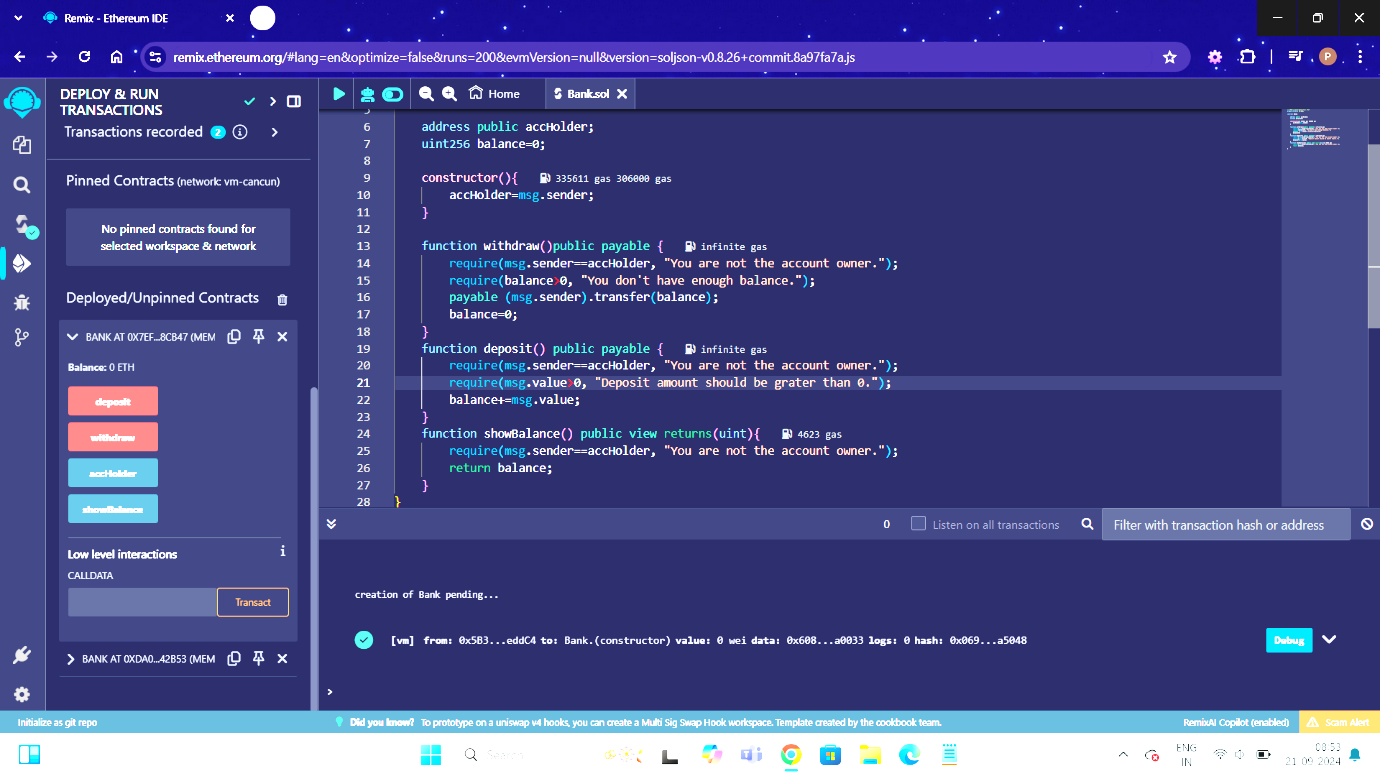 Remix - Ethereum IDE
remix.ethereum.org/#lang=en&optimize=false&runs=200&evmVersion=null&version=soljson-v0.8.26+commit.8a97fa7a.js
P
DEPLOY & RUN
TRANSACTIONS
Transactions recorded 2 i
Pinned Contracts (network: vm-cancun)
No pinned contracts found for
selected workspace & network
Deployed/Unpinned Contracts
BANK AT 0X7EF...8CB47 (MEM
Balance: 0 ETH
deposit
withdraw
accHolder
showBalance
Low level interactions i
CALLDATA
Transact
BANK AT 0XDA0...42B53 (MEM
Home
Bank.sol
5
6 address public accHolder;
7 uint256 balance=0;
8
9 constructor(){ 335611 gas 306000 gas
10 accHolder=msg.sender;
11 }
12
13 function withdraw()public payable { infinite gas
14 require(msg.sender==accHolder, "You are not the account owner.");
15 require(balance>0, "You don't have enough balance.");
16 payable (msg.sender).transfer(balance);
17 balance=0;
18 }
19 function deposit() public payable { infinite gas
20 require(msg.sender==accHolder, "You are not the account owner.");
21 require(msg.value>0, "Deposit amount should be grater than 0.");
22 balance+=msg.value;
23 }
24 function showBalance() public view returns(uint){ 4623 gas
25 require(msg.sender==accHolder, "You are not the account owner.");
26 return balance;
27 }
28 }
0 Listen on all transactions Filter with transaction hash or address
creation of Bank pending...
[vm] from: 0x5B3...eddC4 to: Bank.(constructor) value: 0 wei data: 0x608...a0033 logs: 0 hash: 0x069...a5048
Debug
>
Initialize as git repo
Did you know? To prototype on a uniswap v4 hooks, you can create a Multi Sig Swap Hook workspace. Template created by the cookbook team.
RemixAI Copilot (enabled)
Scam Alert
Search
ENG
IN
08:53
21-09-2024